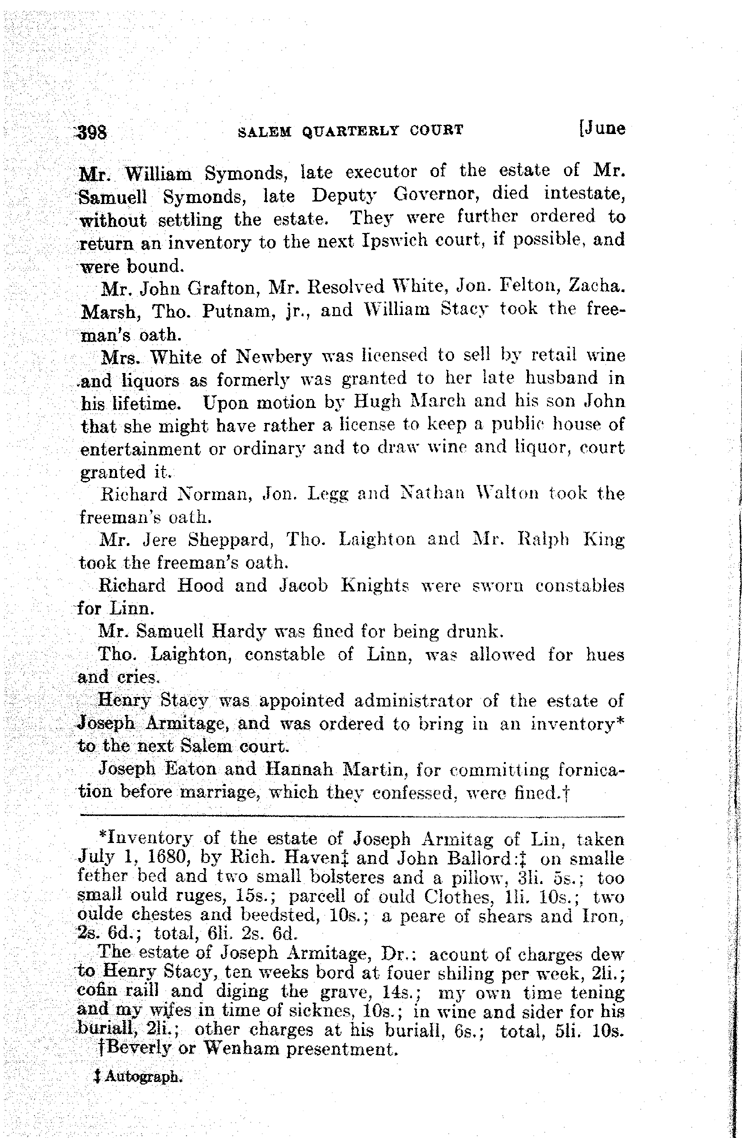 398 SALEM QUARTERLY COURT [June
Mr. William Symonds, late executor of the estate of Mr.
Samuell Symonds, late Deputy Governor, died intestate,
without settling the estate. They were further ordered to
return an inventory to the next Ipswich court, if possible, and
were bound.
Mr. John Grafton, Mr. Resolved White, Jon. Felton, Zacha.
Marsh, Tho. Putnam, jr., and William Stacy took the free-
man's oath.
Mrs. White of Newbery was licensed to sell by retail wine
and liquors as formerly was granted to her late husband in
his lifetime. Upon motion by Hugh March and his son John
that she might have rather a license to keep a public house of
entertainment or ordinary and to draw wine and liquor, court
granted it.
Richard Norman, Jon. Legg and Nathan Walton took the
freeman's oath.
Mr. Jere Sheppard, Tho. Laighton and Mr. Ralph King
took the freeman's oath.
Richard Hood and Jacob Knights were sworn constables
for Linn.
Mr. Samuell Hardy was fined for being drunk.
Tho. Laighton, constable of Linn, was allowed for hues
and cries.
Henry Stacy was appointed administrator of the estate of
Joseph Armitage, and was ordered to bring in an inventory*
to the next Salem court.
Joseph Eaton and Hannah Martin, for committing fornica-
tion before marriage, which they confessed, were fined.†
*Inventory of the estate of Joseph Armitag of Lin, taken
July 1, 1680, by Rich. Haven‡ and John Ballord:‡ on smalle
fether bed and two small bolsteres and a pillow, 3li. 5s.; too
small ould ruges, 15s.; parcell of ould Clothes, 1li. 10s.; two
oulde chestes and beedsted, 10s.; a peare of shears and Iron,
2s. 6d.; total, 6li. 2s. 6d.
The estate of Joseph Armitage, Dr.: acount of charges dew
to Henry Stacy, ten weeks bord at fouer shiling per week, 2li.;
cofin raill and diging the grave, 14s.; my own time tening
and my wifes in time of sicknes, 10s.; in wine and sider for his
buriall, 2li.; other charges at his buriall, 6s.; total, 5li. 10s.
†Beverly or Wenham presentment.
‡ Autograph.